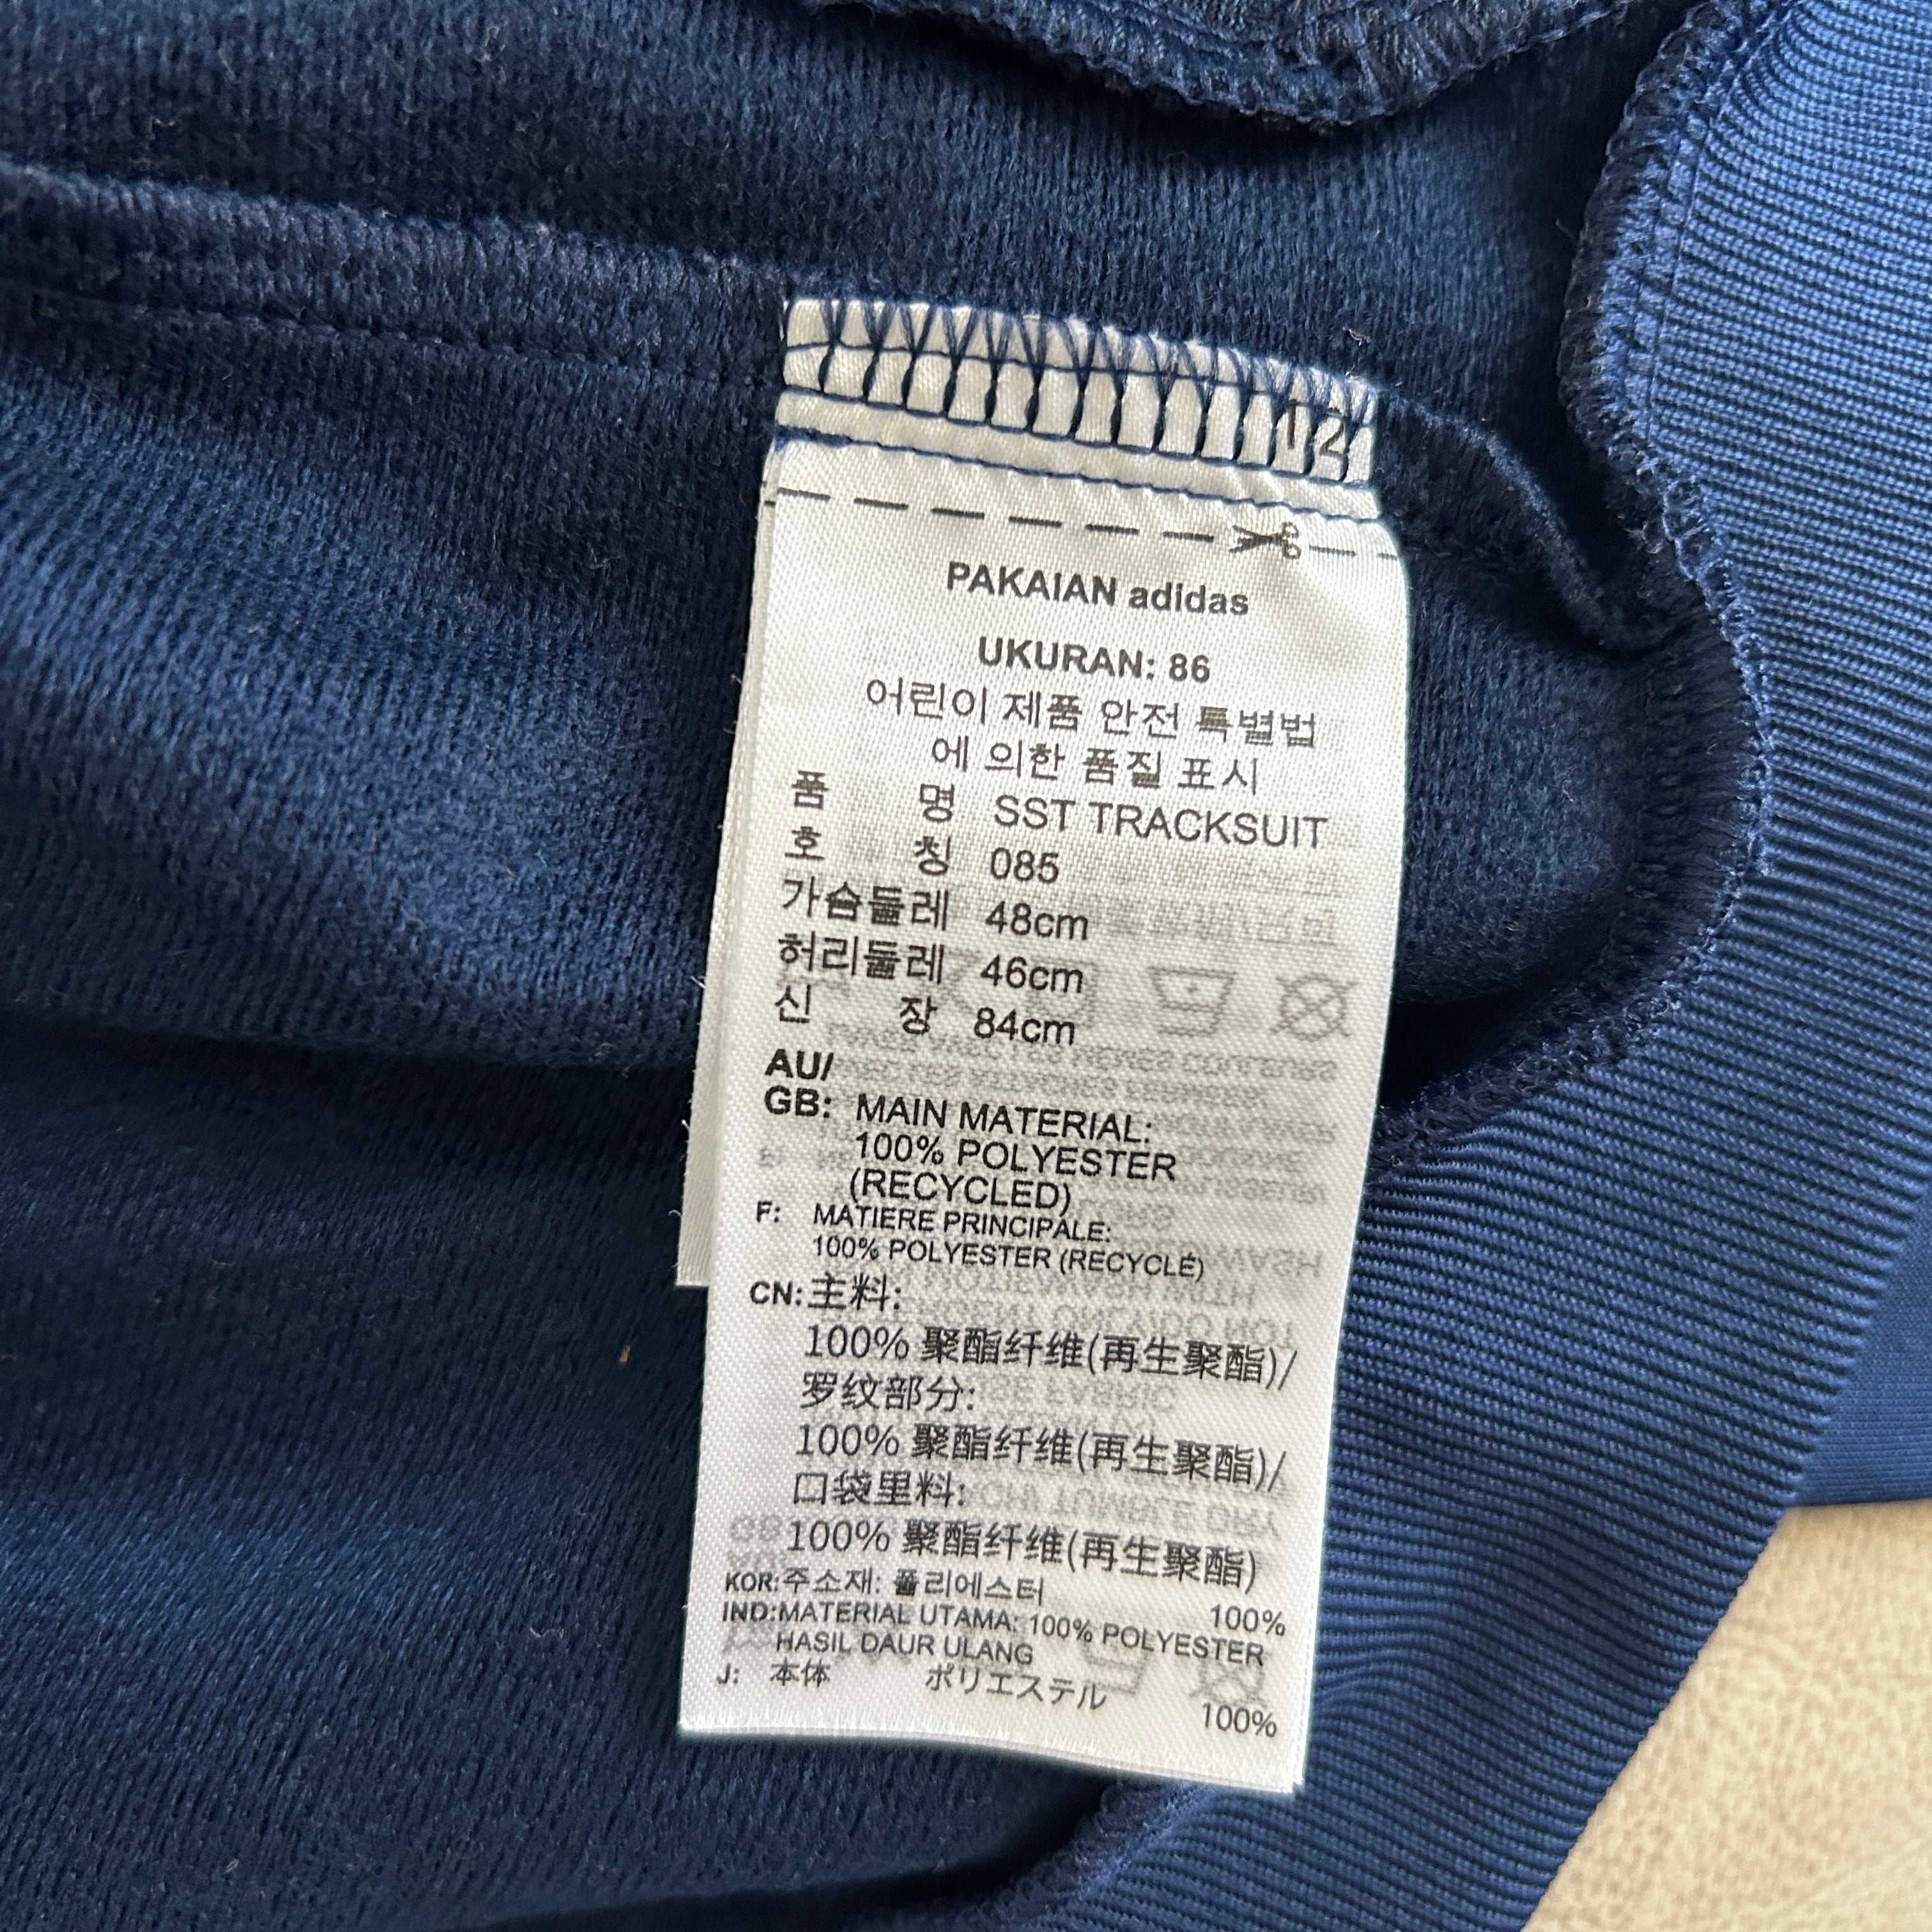 12
PAKAIAN adidas
UKURAN: 86
어린이 제품 안전 특별법
에 의한 품질 표시
품 명 SST TRACKSUIT
호 칭 085
가슴둘레 48cm
허리둘레 46cm
신 장 84cm
AU/
GB: MAIN MATERIAL:
100% POLYESTER
(RECYCLED)
F: MATIERE PRINCIPALE:
100% POLYESTER (RECYCLÉ)
CN: 主料:
100% 聚酯纤维(再生聚酯)/
罗纹部分:
100% 聚酯纤维(再生聚酯)/
口袋里料:
100% 聚酯纤维(再生聚酯)
KOR: 주소재: 폴리에스터 100%
IND: MATERIAL UTAMA: 100% POLYESTER
HASIL DAUR ULANG
J: 本体 ポリエステル 100%